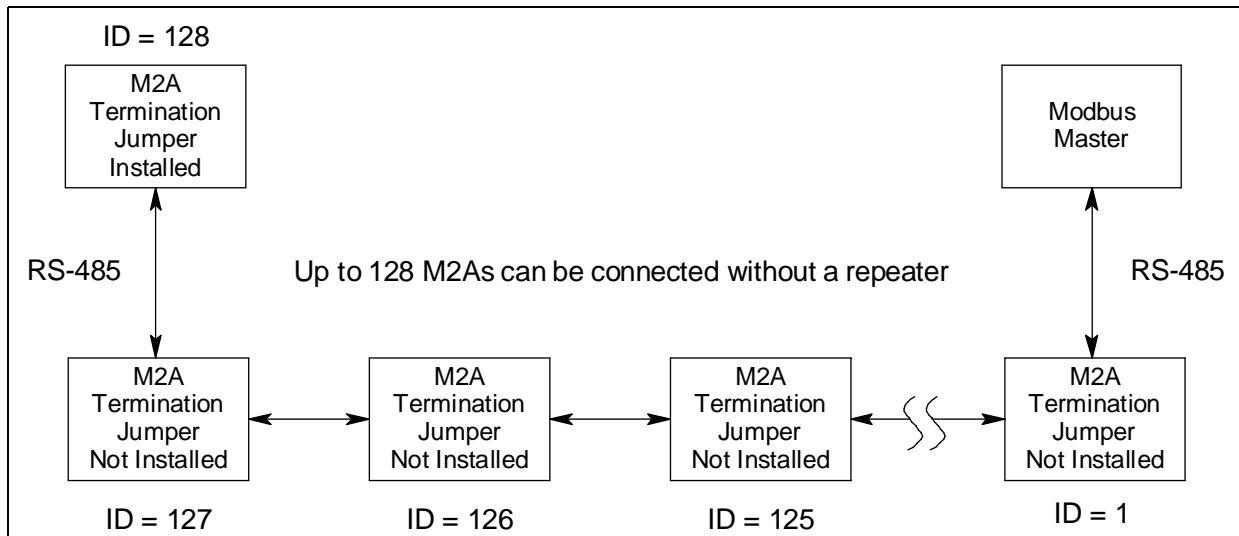 ID = 128
M2A
Termination
Jumper
Installed
Modbus
Master
RS-485
Up to 128 M2As can be connected without a repeater
RS-485
M2A
Termination
Jumper
Not Installed
M2A
Termination
Jumper
Not Installed
M2A
Termination
Jumper
Not Installed
M2A
Termination
Jumper
Not Installed
ID = 127
ID = 126
ID = 125
ID = 1